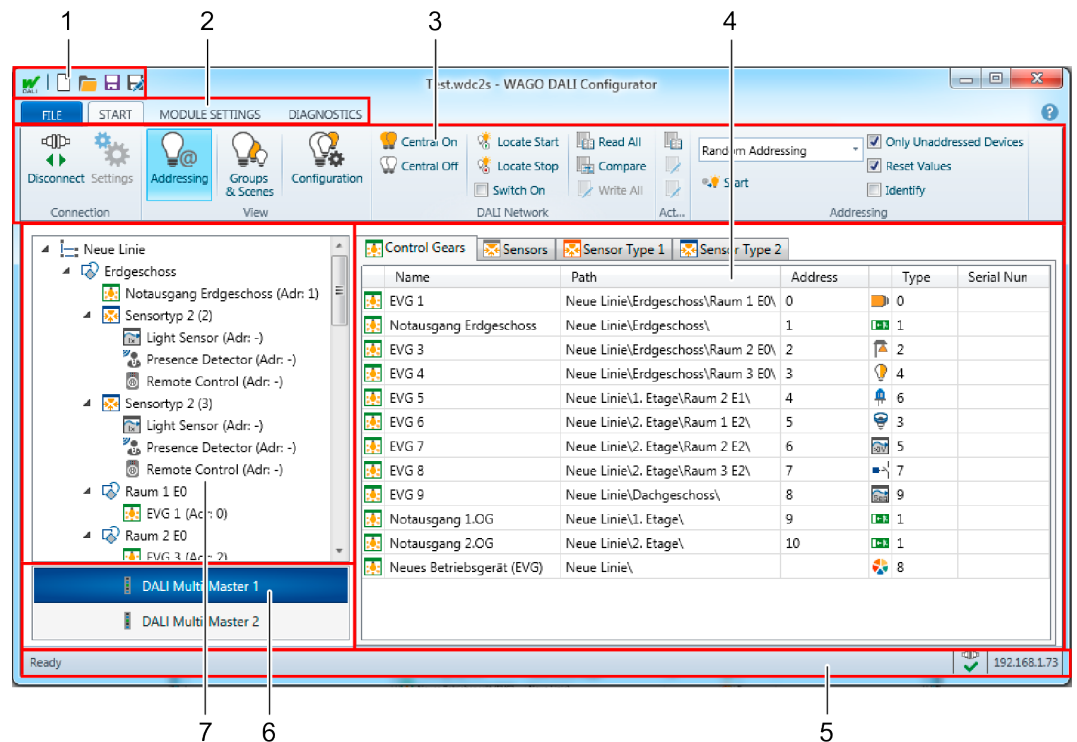 1 2 3 4
DALI
Test.wdc2s - WAGO DALI Configurator
FILE START MODULE SETTINGS DIAGNOSTICS
Central On Locate Start Read All Only Unaddressed Devices
Random Addressing
Central Off Locate Stop Compare Reset Values
Disconnect Settings Addressing Groups & Scenes Configuration
Switch On Write All Start Identify
Connection View DALI Network Act... Addressing
Neue Linie
Erdgeschoss
Notausgang Erdgeschoss (Adr: 1)
Sensortyp 2 (2)
Light Sensor (Adr: -)
Presence Detector (Adr: -)
Remote Control (Adr: -)
Sensortyp 2 (3)
Light Sensor (Adr: -)
Presence Detector (Adr: -)
Remote Control (Adr: -)
Raum 1 E0
EVG 1 (Adr: 0)
Raum 2 E0
EVG 3 (Adr: 2)
DALI Multi-Master 1
DALI Multi-Master 2
Control Gears Sensors Sensor Type 1 Sensor Type 2
Name Path Address Type Serial Nun
EVG 1 Neue Linie\Erdgeschoss\Raum 1 E0\ 0 0
Notausgang Erdgeschoss Neue Linie\Erdgeschoss\ 1 1
EVG 3 Neue Linie\Erdgeschoss\Raum 2 E0\ 2 2
EVG 4 Neue Linie\Erdgeschoss\Raum 3 E0\ 3 4
EVG 5 Neue Linie\1. Etage\Raum 2 E1\ 4 6
EVG 6 Neue Linie\2. Etage\Raum 1 E2\ 5 3
EVG 7 Neue Linie\2. Etage\Raum 2 E2\ 6 5
EVG 8 Neue Linie\2. Etage\Raum 3 E2\ 7 7
EVG 9 Neue Linie\Dachgeschoss\ 8 9
Notausgang 1.OG Neue Linie\1. Etage\ 9 1
Notausgang 2.OG Neue Linie\2. Etage\ 10 1
Neues Betriebsgerät (EVG) Neue Linie\ 8
Ready 192.168.1.73
7 6 5